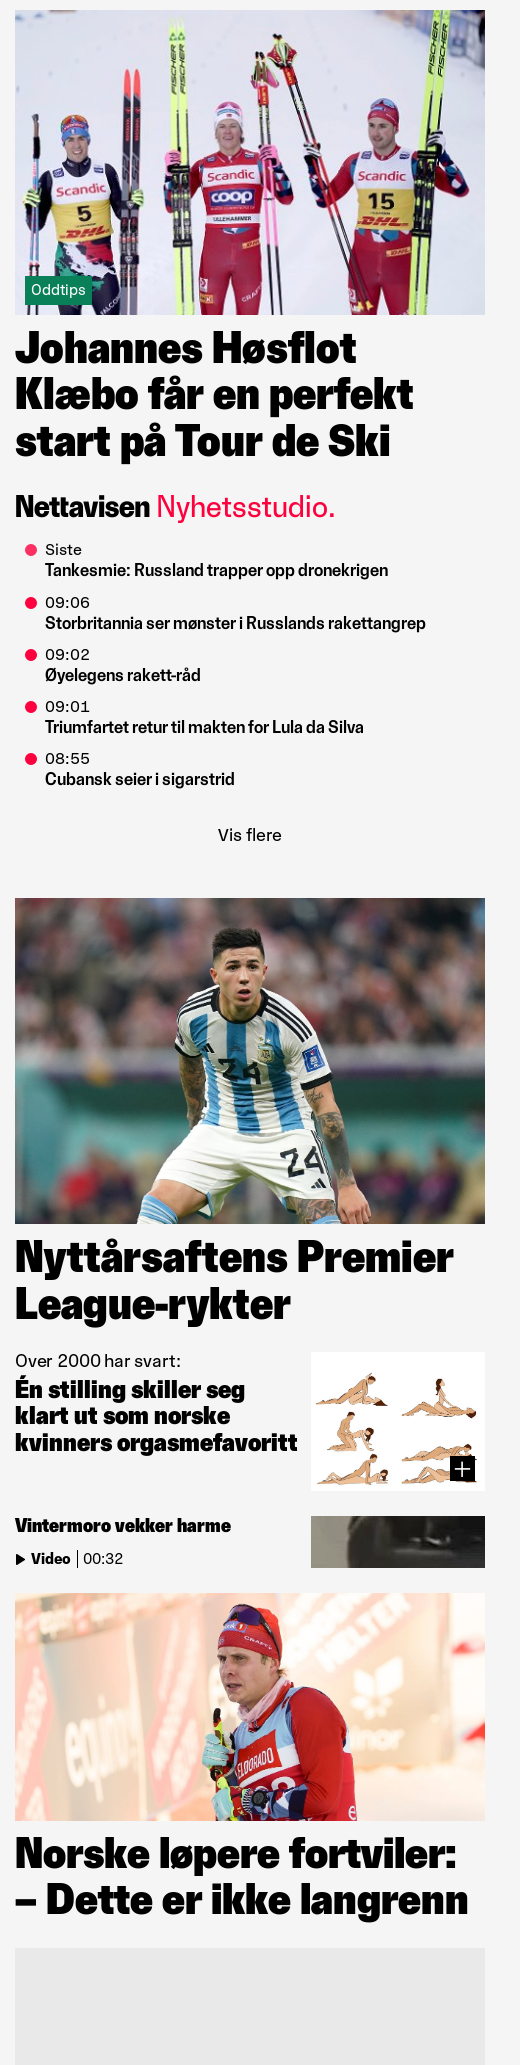 FISCHER
FISCHER
FISCHER
FISCHER
Scandic
5
DHL
Scandic
coop
LILLEHAMMER
Scandic
15
DHL
Oddtips
Johannes Høsflot
Klæbo får en perfekt
start på Tour de Ski
Nettavisen Nyhetsstudio.
Siste
Tankesmie: Russland trapper opp dronekrigen
09:06
Storbritannia ser mønster i Russlands rakettangrep
09:02
Øyelegens rakett-råd
09:01
Triumfartet retur til makten for Lula da Silva
08:55
Cubansk seier i sigarstrid
Vis flere
24
24
Nyttårsaftens Premier
League-rykter
Over 2000 har svart:
Én stilling skiller seg
klart ut som norske
kvinners orgasmefavoritt
Vintermoro vekker harme
Video 00:32
CRAFT
equinor
equinor
ELDORADO
Norske løpere fortviler:
– Dette er ikke langrenn